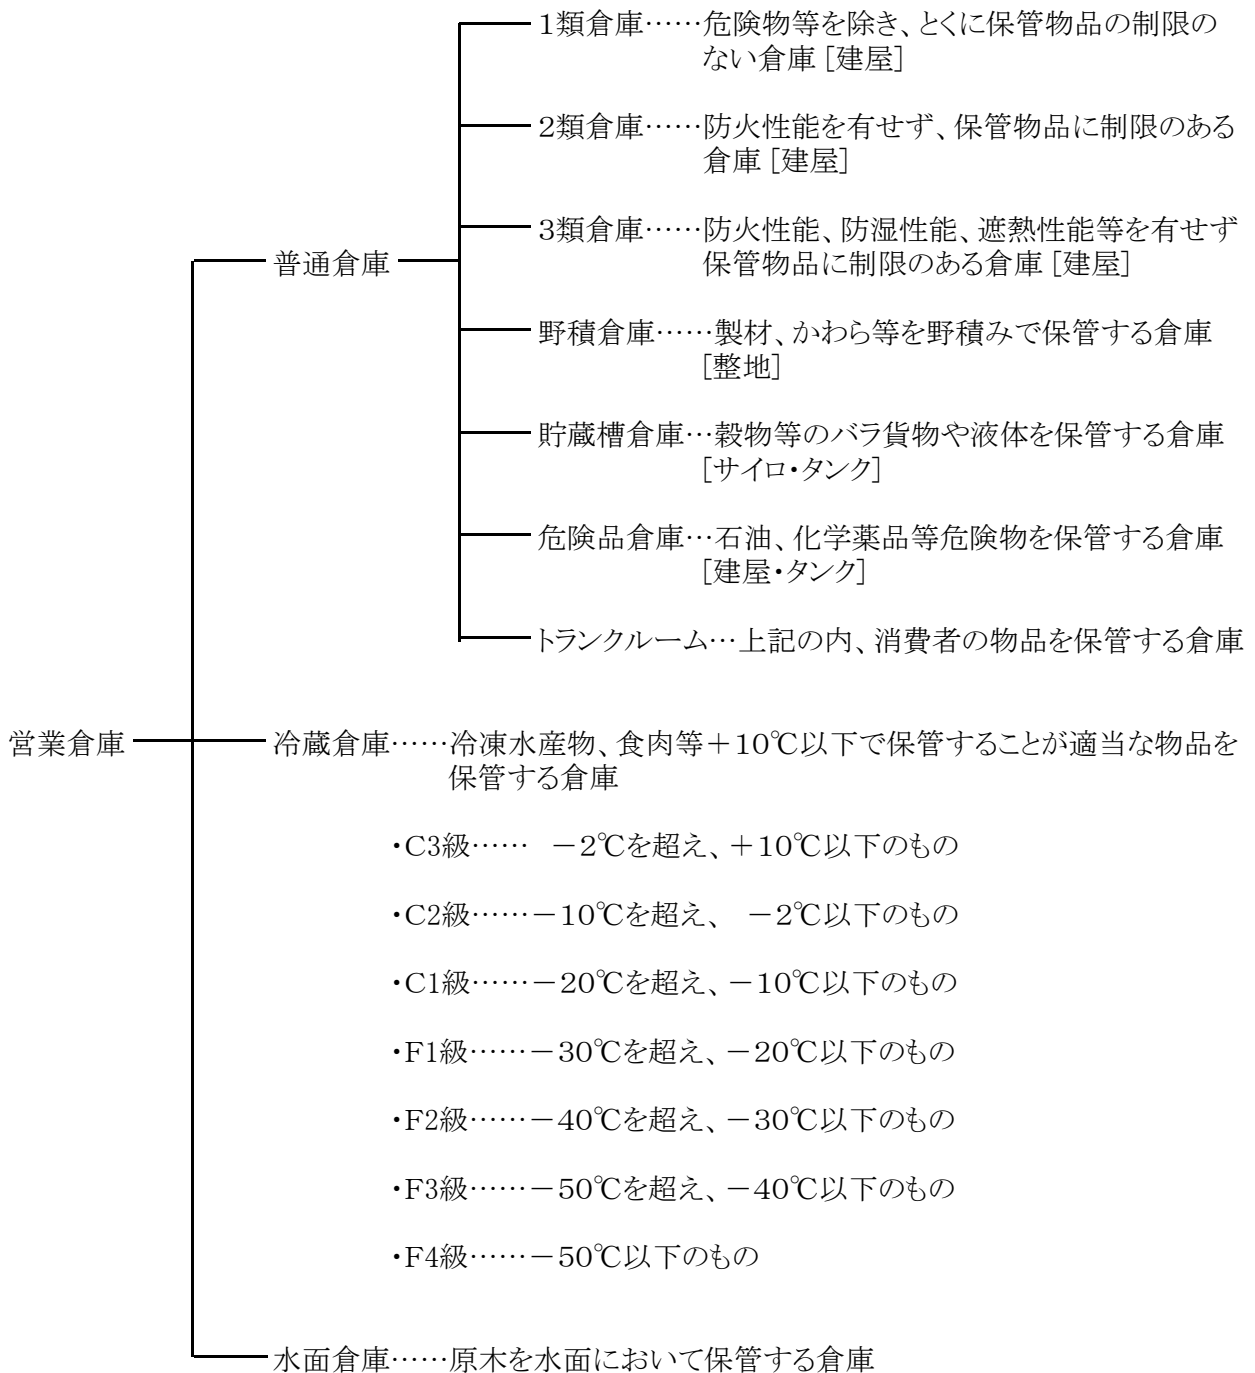 1類倉庫……危険物等を除き、とくに保管物品の制限の
ない倉庫［建屋］
2類倉庫……防火性能を有せず、保管物品に制限のある
倉庫［建屋］
3類倉庫……防火性能、防湿性能、遮熱性能等を有せず
普通倉庫
保管物品に制限のある倉庫［建屋］
野積倉庫……製材、かわら等を野積みで保管する倉庫
［整地］
貯蔵槽倉庫…穀物等のバラ貨物や液体を保管する倉庫
［サイロ・タンク］
危険品倉庫…石油、化学薬品等危険物を保管する倉庫
［建屋・タンク］
トランクルーム…上記の内、消費者の物品を保管する倉庫
営業倉庫
冷蔵倉庫……冷凍水産物、食肉等＋10℃以下で保管することが適当な物品を
保管する倉庫
・C3級…… －2℃を超え、＋10℃以下のもの
・C2級……－10℃を超え、 －2℃以下のもの
・C1級……－20℃を超え、－10℃以下のもの
・F1級……－30℃を超え、－20℃以下のもの
・F2級……－40℃を超え、－30℃以下のもの
・F3級……－50℃を超え、－40℃以下のもの
・F4級……－50℃以下のもの
水面倉庫……原木を水面において保管する倉庫